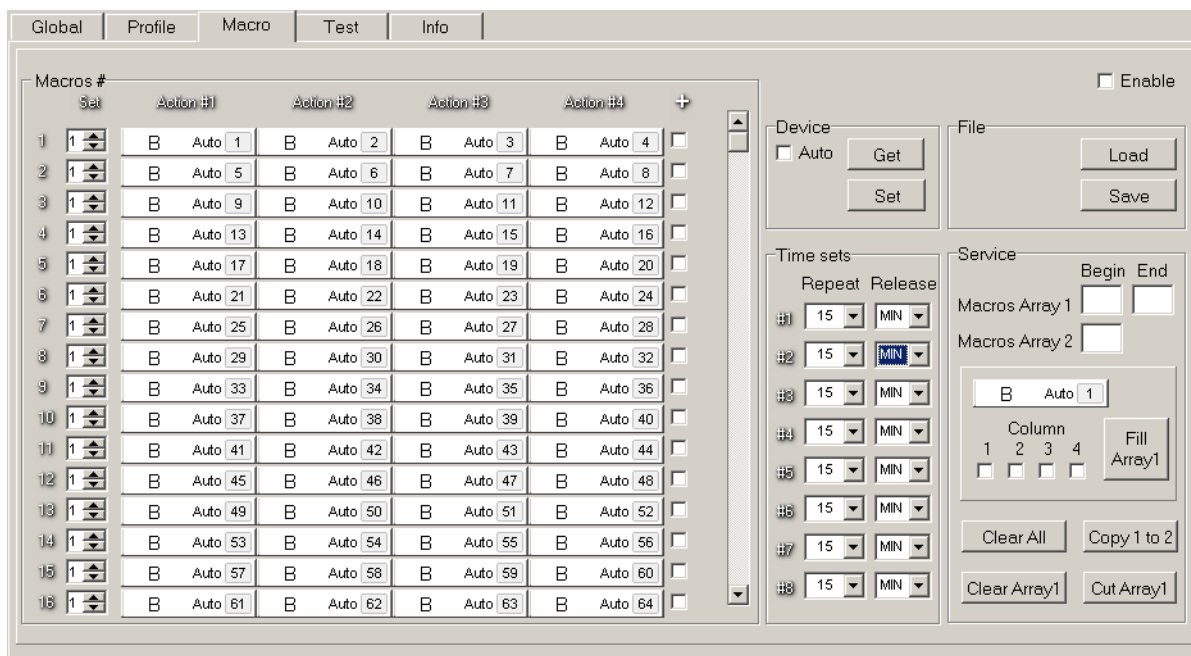 Global Profile Macro Test Info
Enable
Macros #
Set Action #1 Action #2 Action #3 Action #4 +
1 1 B Auto 1 B Auto 2 B Auto 3 B Auto 4
2 1 B Auto 5 B Auto 6 B Auto 7 B Auto 8
3 1 B Auto 9 B Auto 10 B Auto 11 B Auto 12
4 1 B Auto 13 B Auto 14 B Auto 15 B Auto 16
5 1 B Auto 17 B Auto 18 B Auto 19 B Auto 20
6 1 B Auto 21 B Auto 22 B Auto 23 B Auto 24
7 1 B Auto 25 B Auto 26 B Auto 27 B Auto 28
8 1 B Auto 29 B Auto 30 B Auto 31 B Auto 32
9 1 B Auto 33 B Auto 34 B Auto 35 B Auto 36
10 1 B Auto 37 B Auto 38 B Auto 39 B Auto 40
11 1 B Auto 41 B Auto 42 B Auto 43 B Auto 44
12 1 B Auto 45 B Auto 46 B Auto 47 B Auto 48
13 1 B Auto 49 B Auto 50 B Auto 51 B Auto 52
14 1 B Auto 53 B Auto 54 B Auto 55 B Auto 56
15 1 B Auto 57 B Auto 58 B Auto 59 B Auto 60
16 1 B Auto 61 B Auto 62 B Auto 63 B Auto 64
Device
Auto Get
Set
File
Load
Save
Time sets
Repeat Release
#1 15 MIN
#2 15 MIN
#3 15 MIN
#4 15 MIN
#5 15 MIN
#6 15 MIN
#7 15 MIN
#8 15 MIN
Service
Begin End
Macros Array 1
Macros Array 2
B Auto 1
Column
1 2 3 4
Fill
Array1
Clear All Copy 1 to 2
Clear Array1 Cut Array1